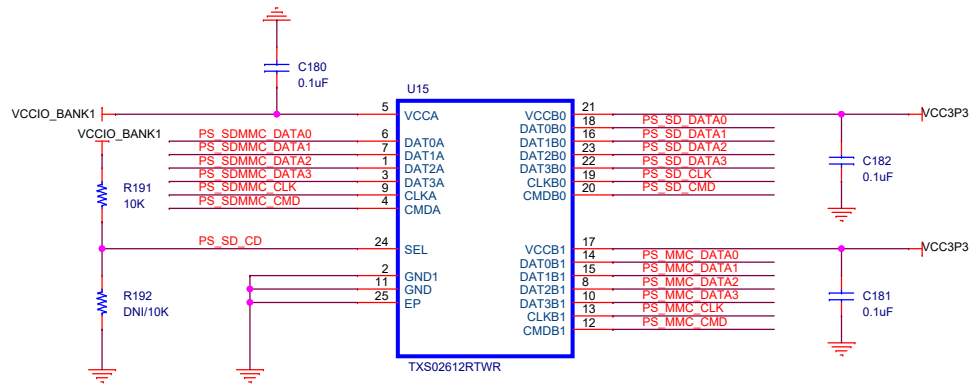 C180
0.1uF
U15
VCCIO_BANK1
5
VCCA
VCCB0
21
VCC3P3
VCCIO_BANK1
PS_SDMMC_DATA0
6
DAT0A
DAT0B0
18
PS_SD_DATA0
PS_SDMMC_DATA1
7
DAT1A
DAT1B0
16
PS_SD_DATA1
PS_SDMMC_DATA2
1
DAT2A
DAT2B0
23
PS_SD_DATA2
PS_SDMMC_DATA3
3
DAT3A
DAT3B0
22
PS_SD_DATA3
PS_SDMMC_CLK
9
CLKA
CLKB0
19
PS_SD_CLK
PS_SDMMC_CMD
4
CMDA
CMDB0
20
PS_SD_CMD
C182
0.1uF
R191
10K
PS_SD_CD
24
SEL
VCCB1
17
VCC3P3
DAT0B1
14
PS_MMC_DATA0
2
GND1
DAT1B1
15
PS_MMC_DATA1
11
GND
DAT2B1
8
PS_MMC_DATA2
25
EP
DAT3B1
10
PS_MMC_DATA3
CLKB1
13
PS_MMC_CLK
CMDB1
12
PS_MMC_CMD
R192
DNI/10K
C181
0.1uF
TXS02612RTWR